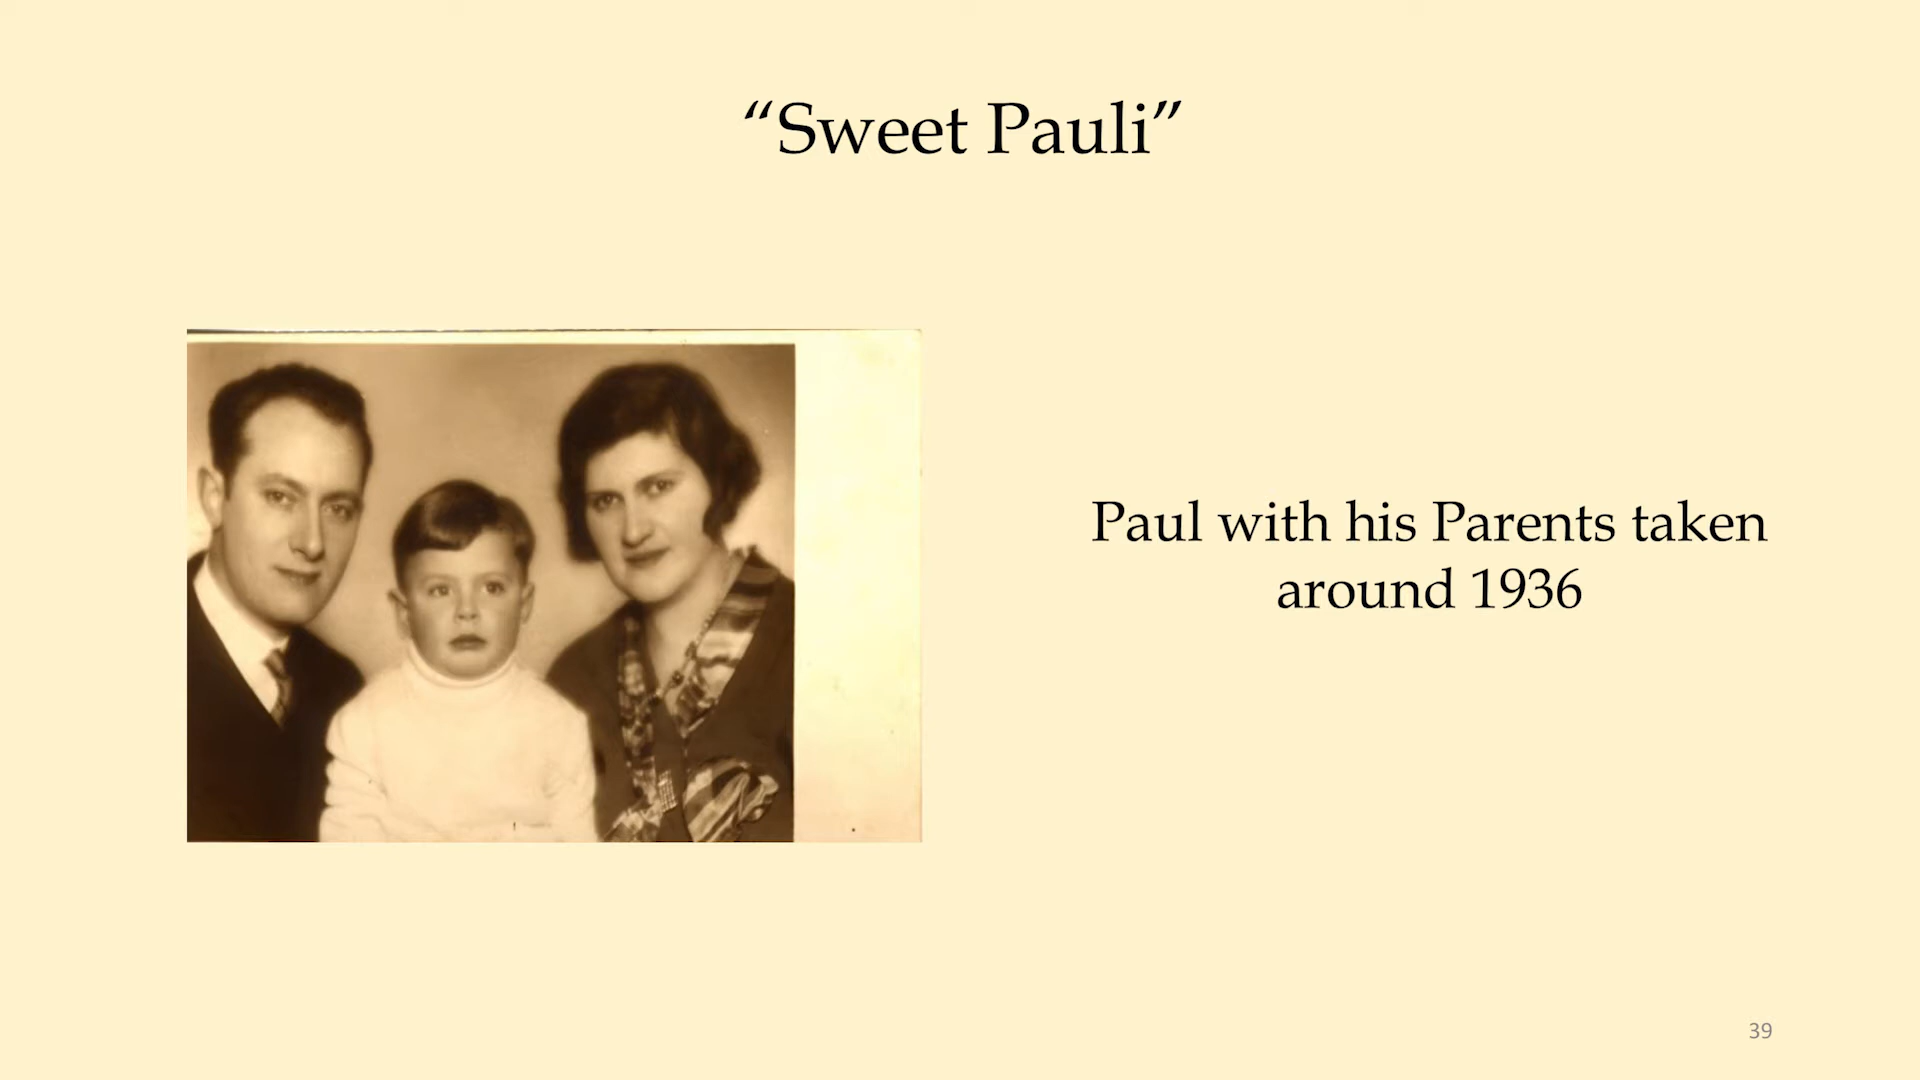 “Sweet Pauli”
Paul with his Parents taken
around 1936
39